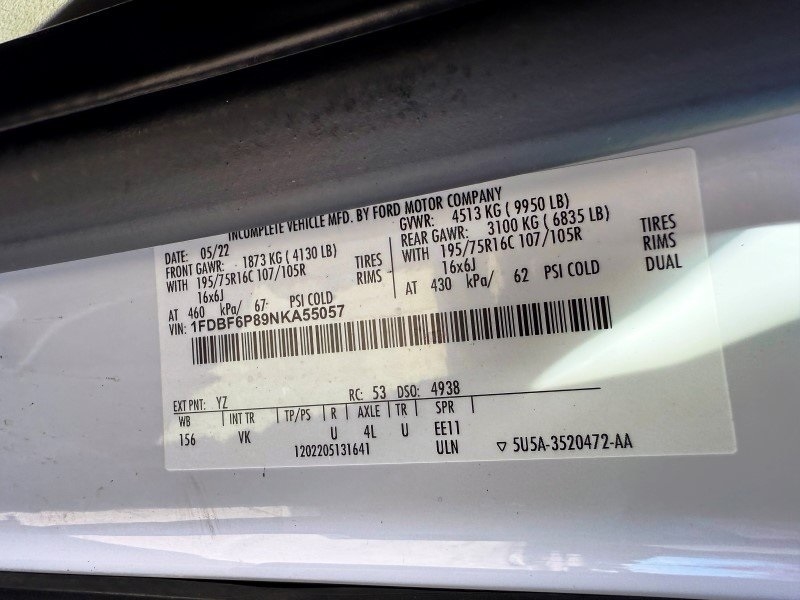 INCOMPLETE VEHICLE MFD. BY FORD MOTOR COMPANY
DATE: 05/22 GVWR: 4513 KG ( 9950 LB)
FRONT GAWR: 1873 KG ( 4130 LB) REAR GAWR: 3100 KG ( 6835 LB)
WITH 195/75R16C 107/105R TIRES WITH 195/75R16C 107/105R TIRES
16x6J RIMS 16x6J RIMS
AT 460 kPa/ 67 PSI COLD AT 430 kPa/ 62 PSI COLD DUAL
VIN: 1FDBF6P89NKA55057
EXT PNT: YZ RC: 53 DSO: 4938
WB INT TR TP/PS R AXLE TR SPR
156 VK U 4L U EE11
1202205131641 ULN ▽ 5U5A-3520472-AA